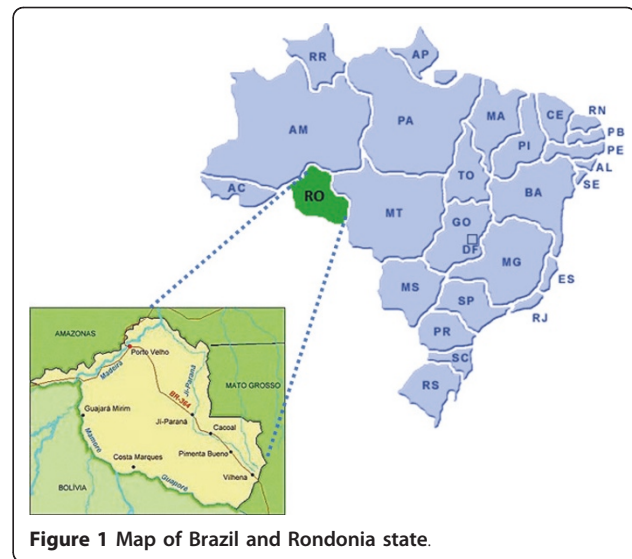 RR
AP
AM
PA
MA
CE
RN
PB
PE
AL
SE
PI
TO
BA
AC
RO
MT
GO
DF
MG
ES
MS
SP
RJ
PR
SC
RS
AMAZONAS
Porto Velho
Madeira
Ji-Paraná
MATO GROSSO
BR-364
Guajará Mirim
Ji-Paraná
Cacoal
Mamoré
Pimenta Bueno
Costa Marques
Vilhena
Guaporé
BOLÍVIA
Figure 1 Map of Brazil and Rondonia state.